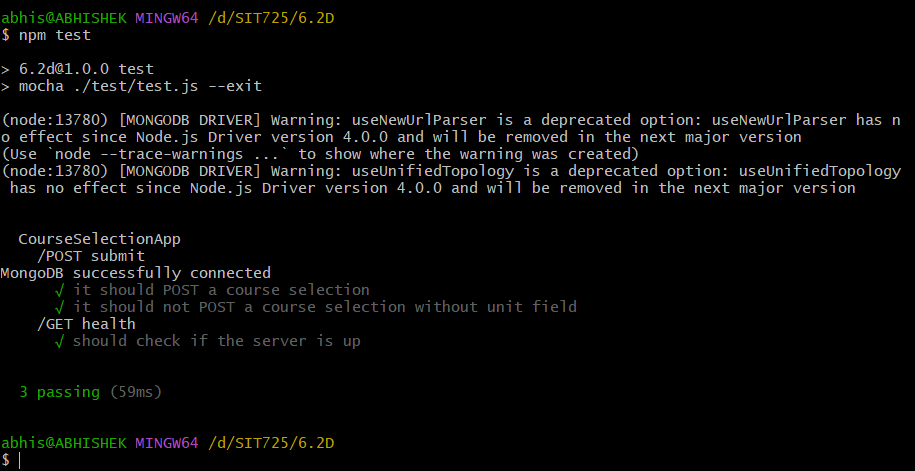 abhis@ABHISHEK MINGW64 /d/SIT725/6.2D
$ npm test
> 6.2d@1.0.0 test
> mocha ./test/test.js --exit
(node:13780) [MONGODB DRIVER] Warning: useNewUrlParser is a deprecated option: useNewUrlParser has n
o effect since Node.js Driver version 4.0.0 and will be removed in the next major version
(Use `node --trace-warnings ...` to show where the warning was created)
(node:13780) [MONGODB DRIVER] Warning: useUnifiedTopology is a deprecated option: useUnifiedTopology
 has no effect since Node.js Driver version 4.0.0 and will be removed in the next major version
  CourseSelectionApp
    /POST submit
MongoDB successfully connected
      √ it should POST a course selection
      √ it should not POST a course selection without unit field
    /GET health
      √ should check if the server is up
  3 passing (59ms)
abhis@ABHISHEK MINGW64 /d/SIT725/6.2D
$